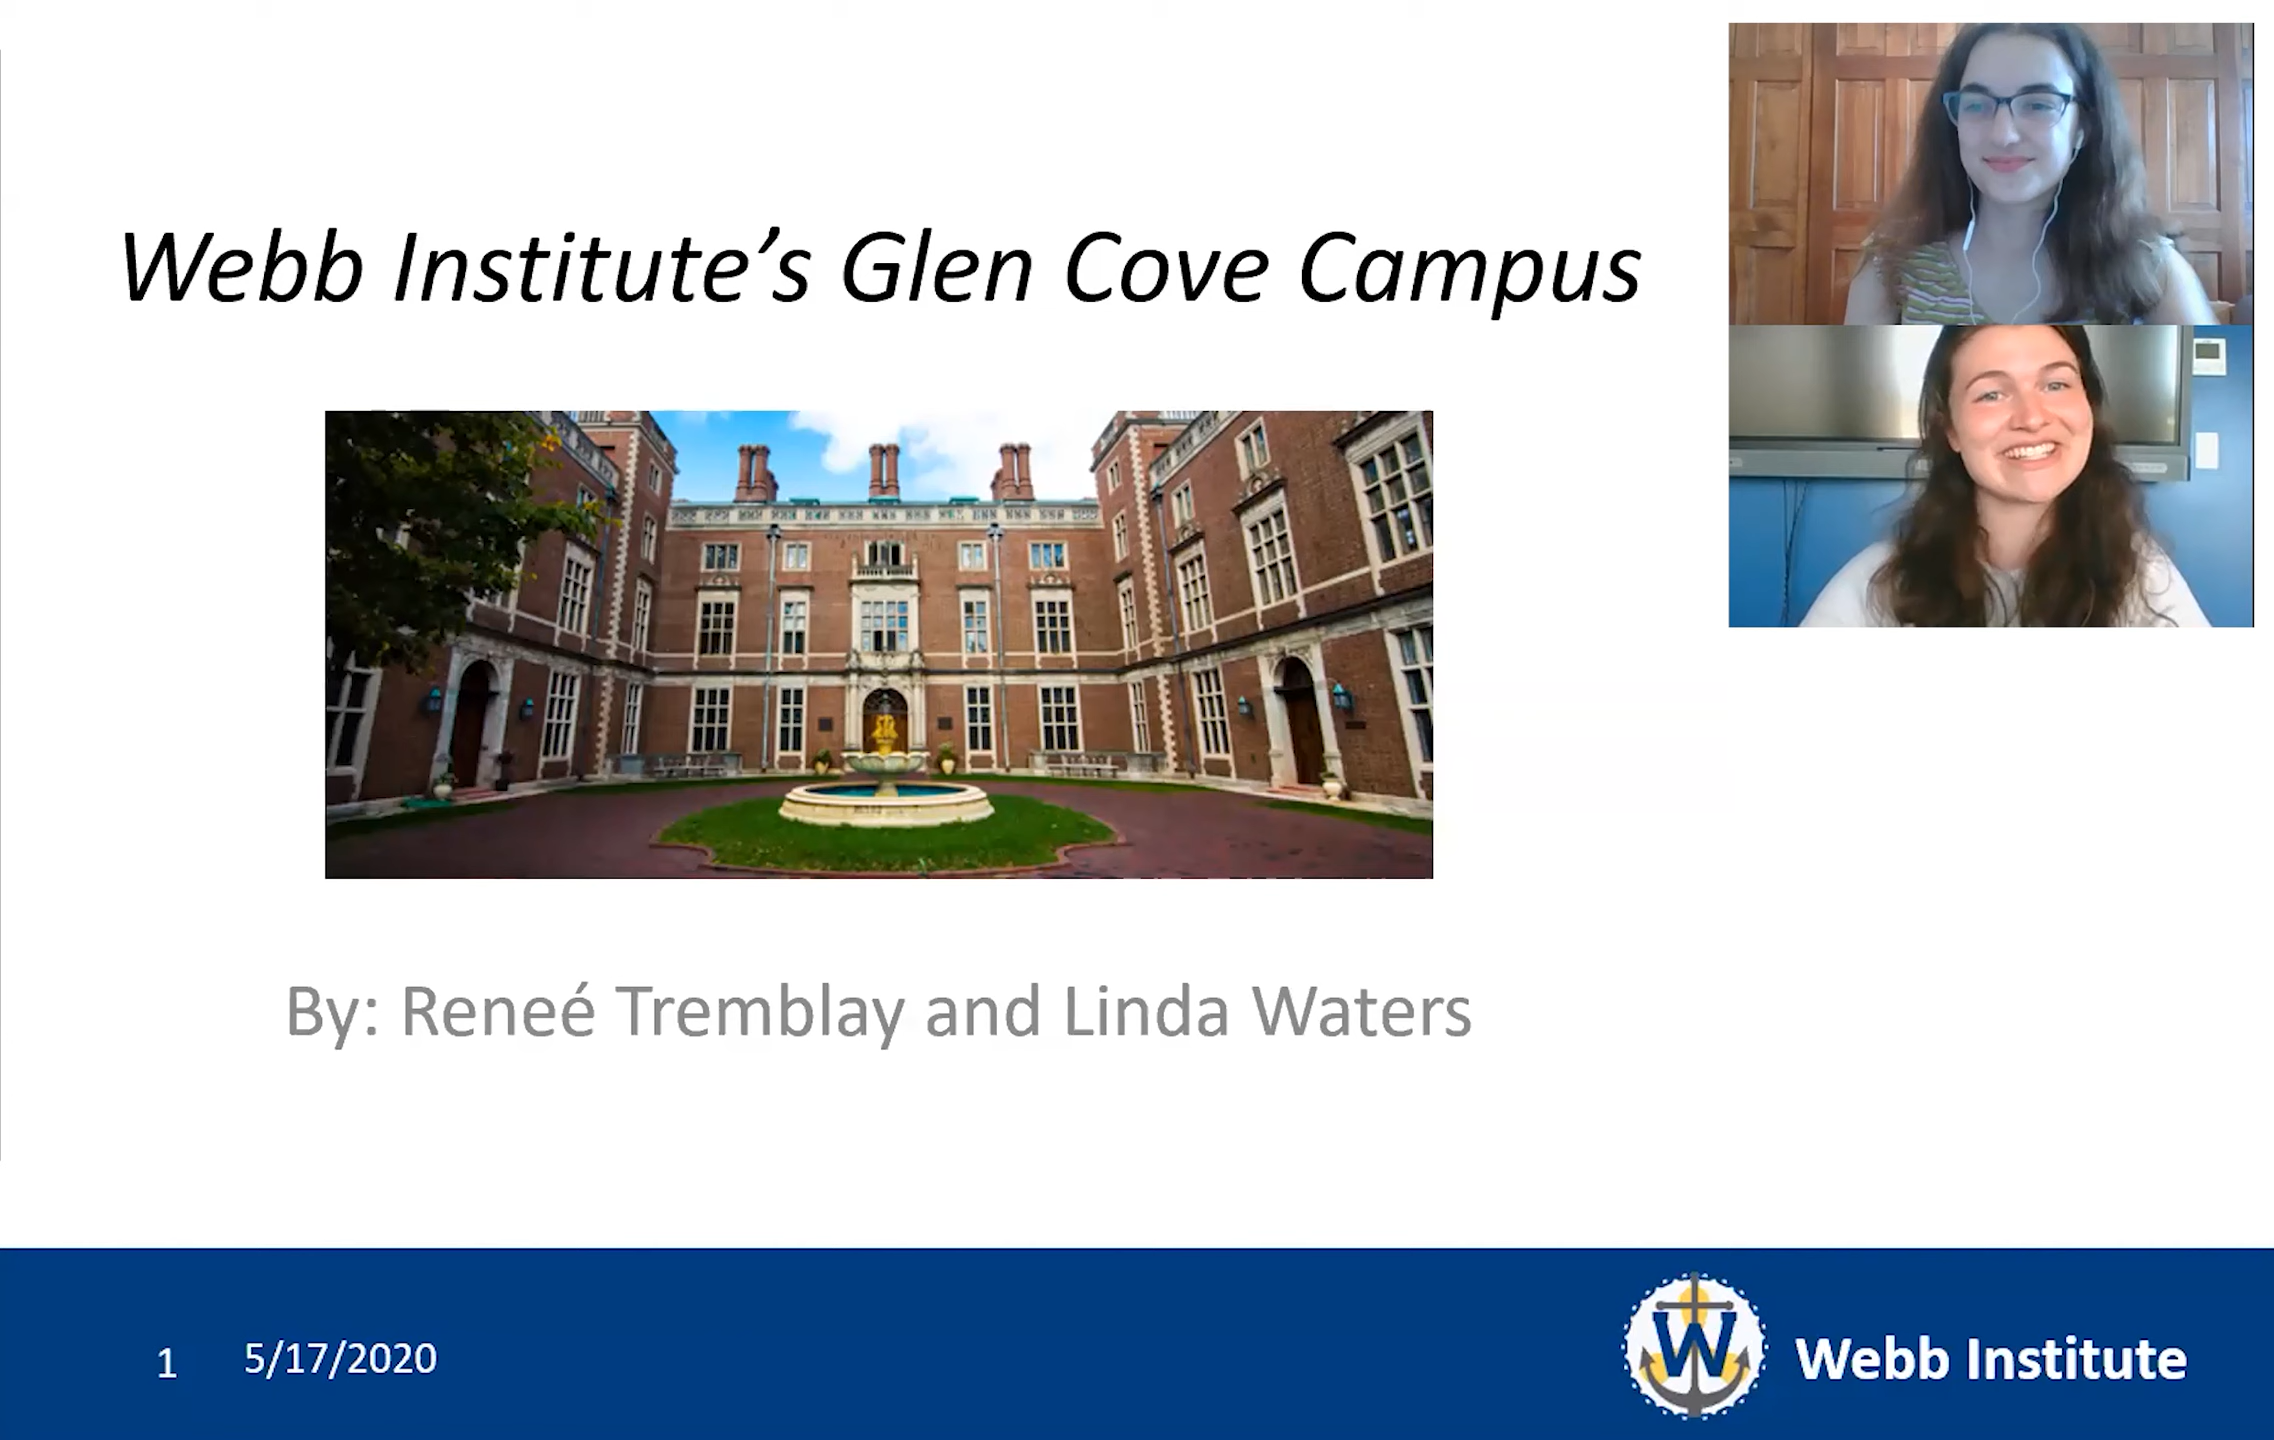 Webb Institute’s Glen Cove Campus
By: Reneé Tremblay and Linda Waters
1 5/17/2020
W
Webb Institute